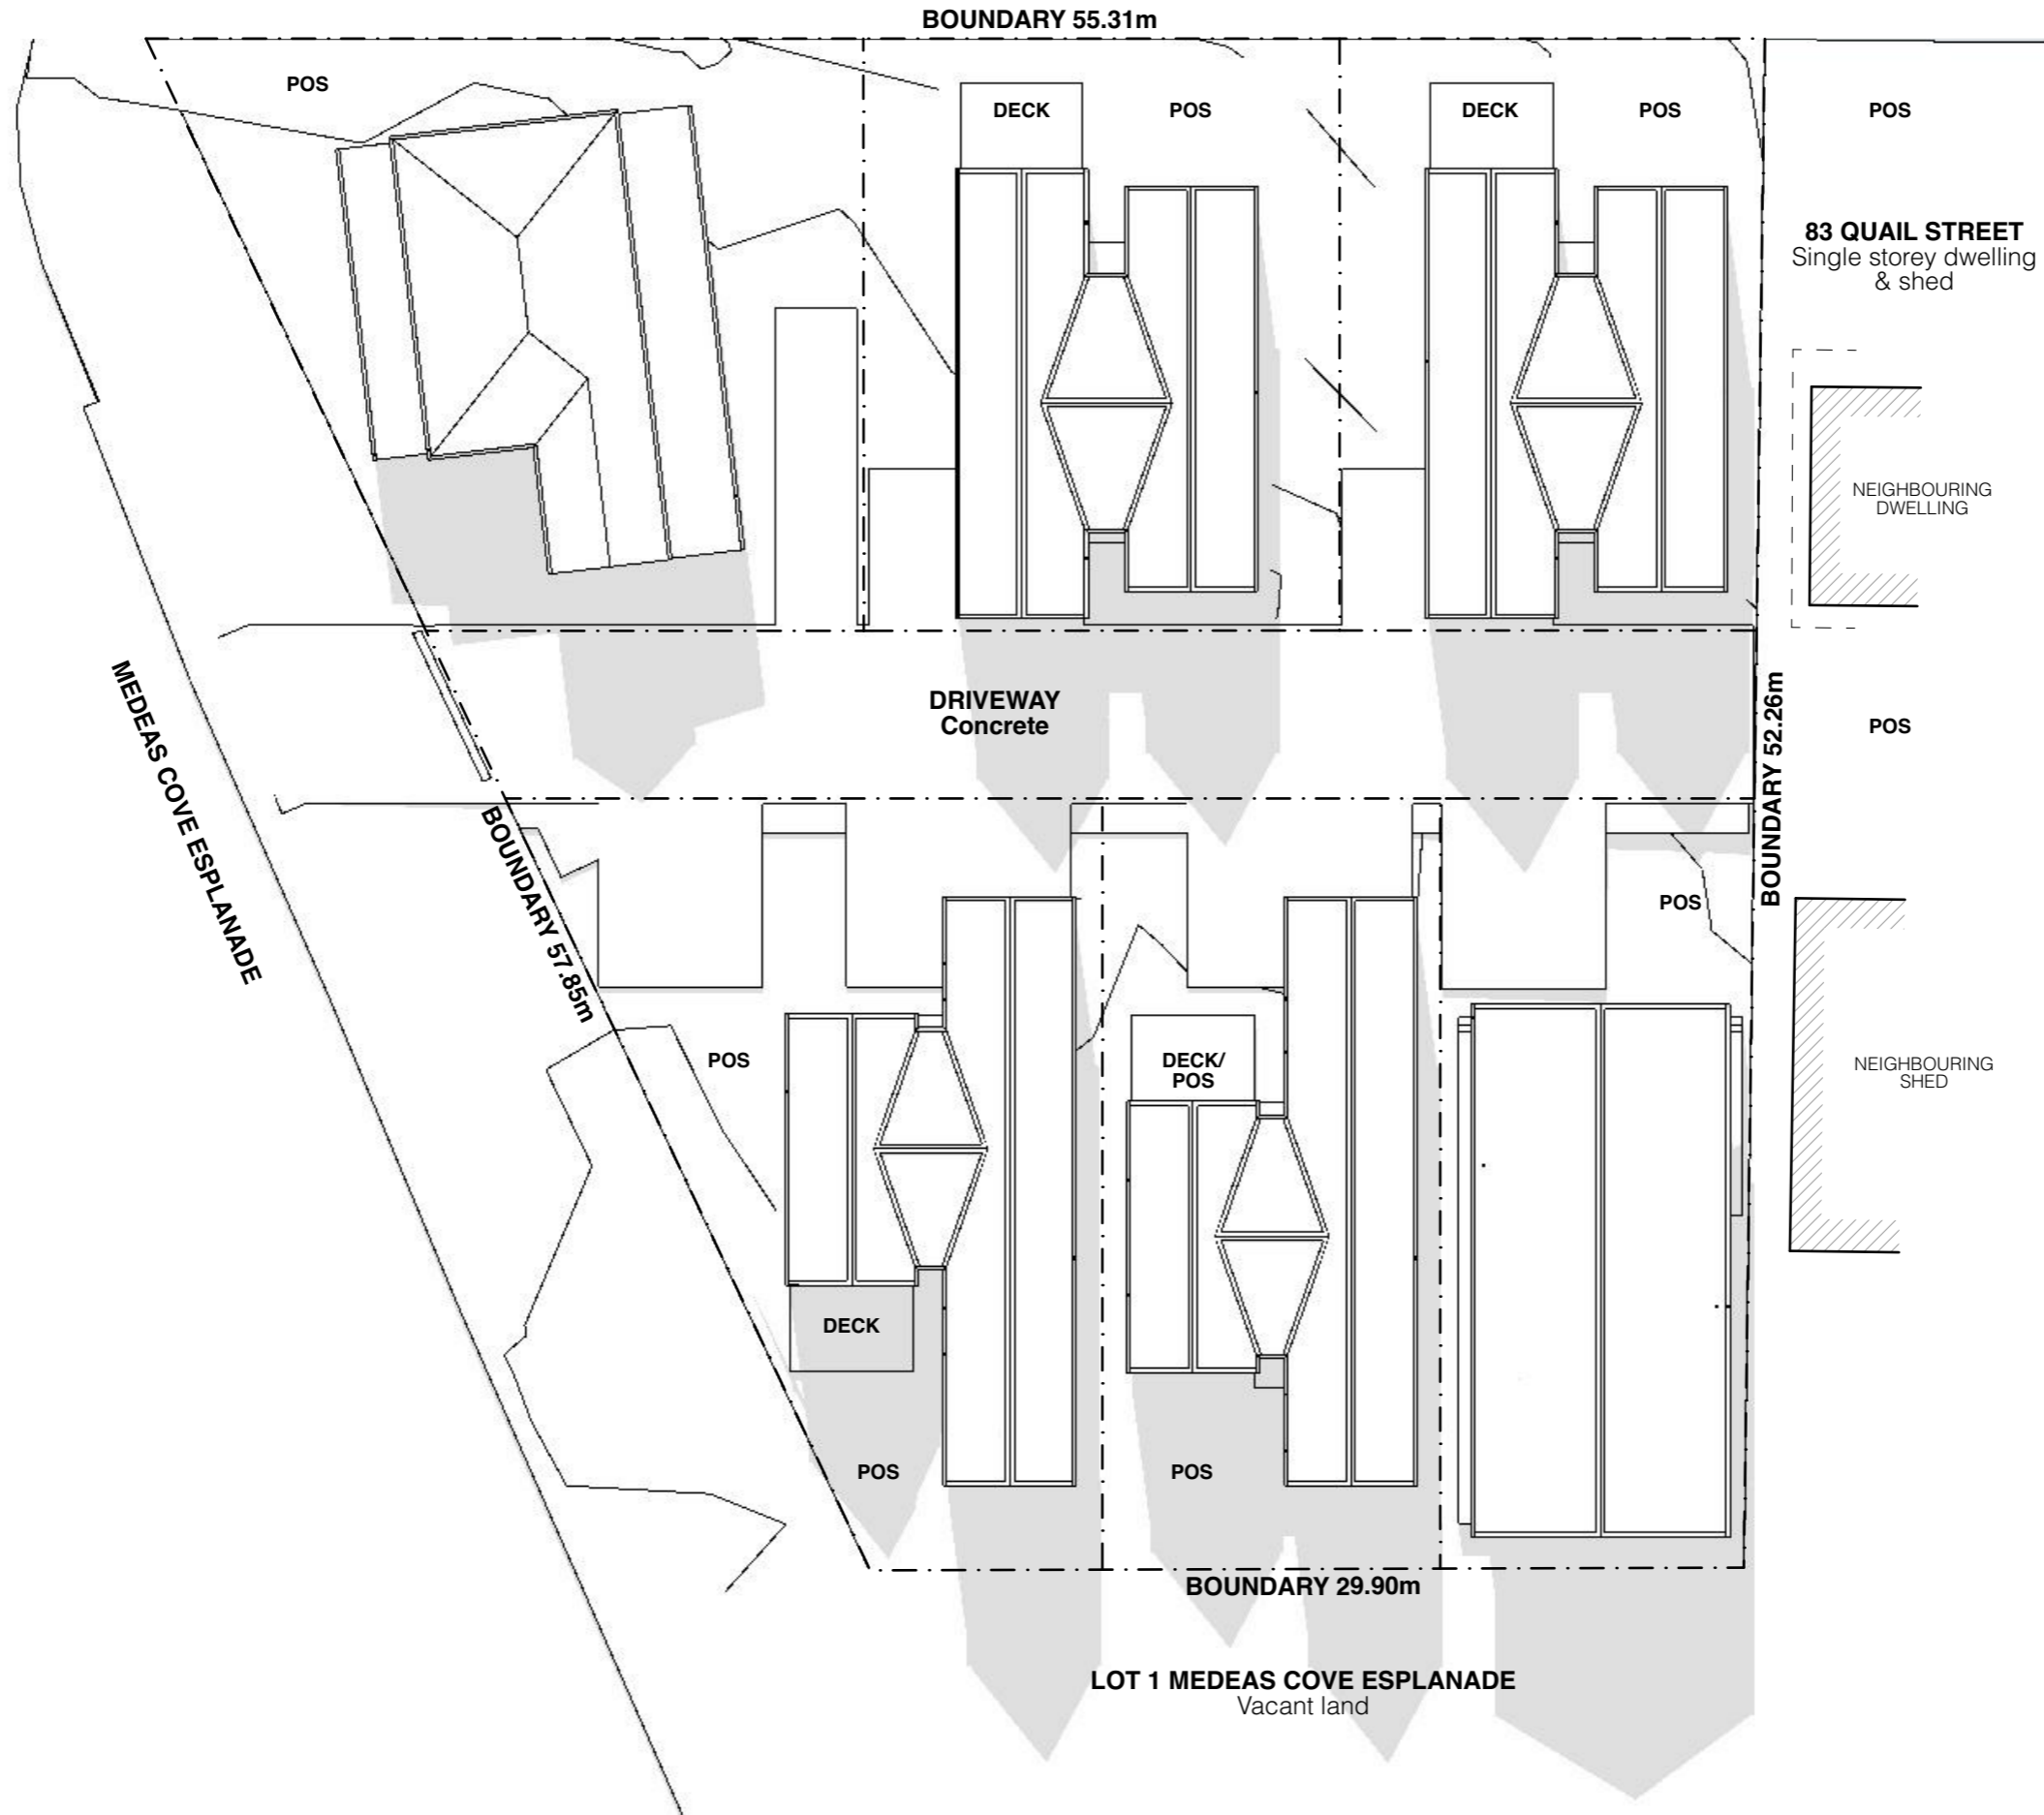 BOUNDARY 55.31m
POS
DECK
POS
DECK
POS
POS
83 QUAIL STREET
Single storey dwelling
& shed
NEIGHBOURING
DWELLING
MEDEAS COVE ESPLANADE
DRIVEWAY
Concrete
BOUNDARY 52.26m
POS
BOUNDARY 57.85m
POS
POS
DECK/
POS
NEIGHBOURING
SHED
DECK
POS
POS
BOUNDARY 29.90m
LOT 1 MEDEAS COVE ESPLANADE
Vacant land